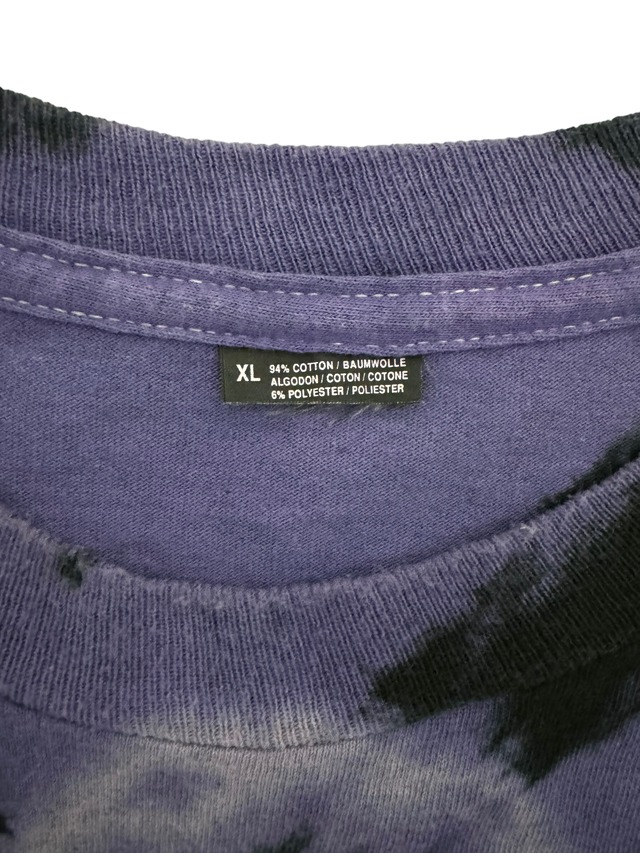 XL
94% COTTON / BAUMWOLLE
ALGODON / COTON / COTONE
6% POLYESTER / POLIESTER